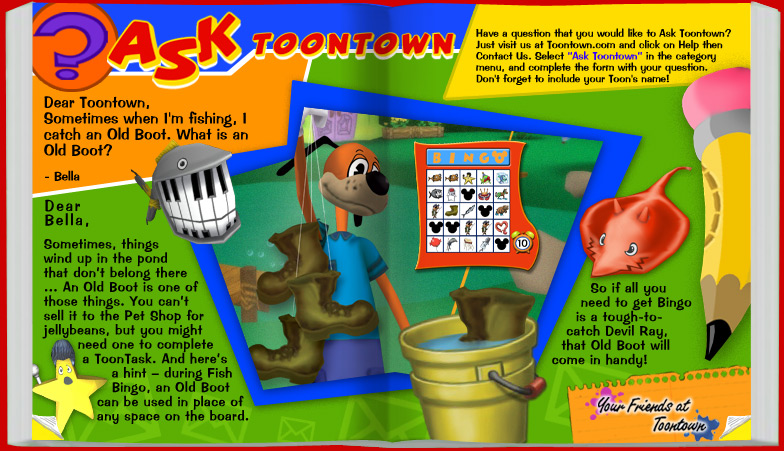 ?
ASK TOONTOWN
Have a question that you would like to Ask Toontown?
Just visit us at Toontown.com and click on Help then
Contact Us. Select "Ask Toontown" in the category
menu, and complete the form with your question.
Don't forget to include your Toon's name!
Dear Toontown,
Sometimes when I'm fishing, I
catch an Old Boot. What is an
Old Boot?
- Bella
Dear
Bella,
Sometimes, things
wind up in the pond
that don't belong there
... An Old Boot is one of
those things. You can't
sell it to the Pet Shop for
jellybeans, but you might
need one to complete
a ToonTask. And here's
a hint – during Fish
Bingo, an Old Boot
can be used in place of
any space on the board.
BINGO
10
So if all you
need to get Bingo
is a tough-to-
catch Devil Ray,
that Old Boot will
come in handy!
Your Friends at
Toontown